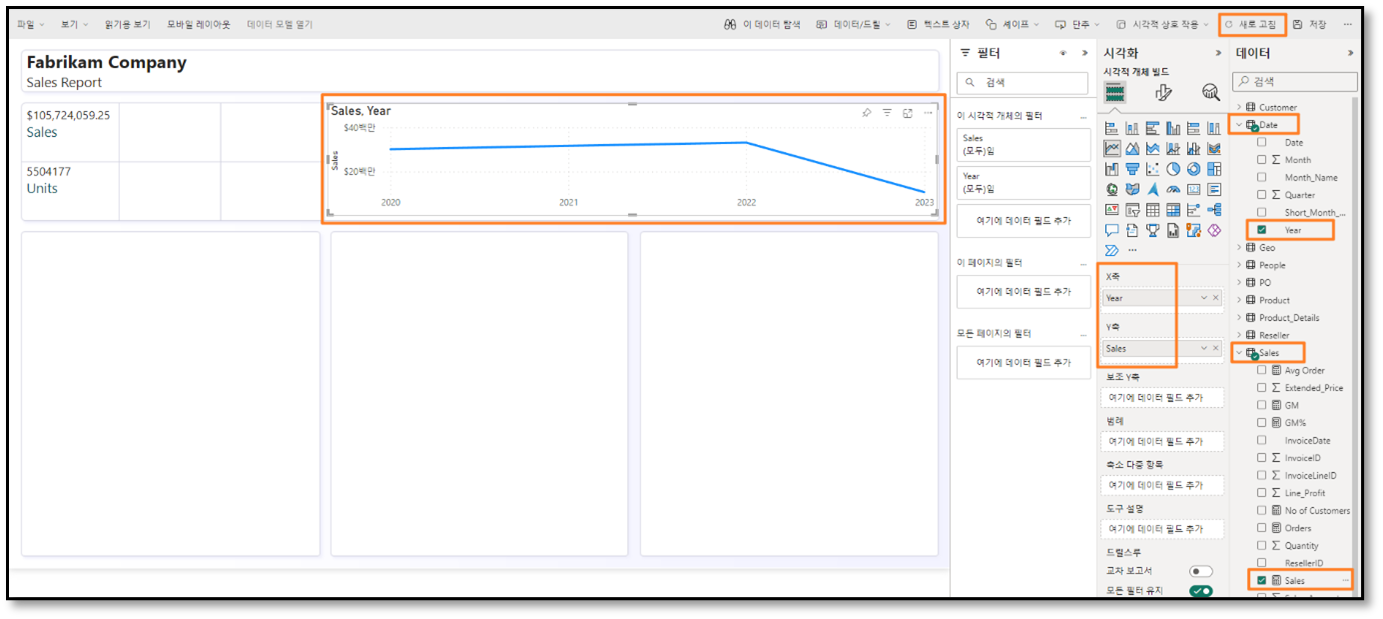 파일 보기 읽기용 보기 모바일 레이아웃 데이터 모델 열기 이 데이터 탐색 데이터/드릴 텍스트 상자 셰이프 단추 시각적 상호 작용 새로 고침 저장 ...
Fabrikam Company
Sales Report
$105,724,059.25
Sales
5504177
Units
Sales, Year
$40백만
$20백만
Sales
2020 2021 2022 2023
필터
검색
이 시각적 개체의 필터 ...
Sales
(모두)임
Year
(모두)임
여기에 데이터 필드 추가
이 페이지의 필터 ...
여기에 데이터 필드 추가
모든 페이지의 필터 ...
여기에 데이터 필드 추가
시각화
시각적 개체 빌드
X축
Year
Y축
Sales
보조 Y축
여기에 데이터 필드 추가
범례
여기에 데이터 필드 추가
축소 다중 항목
여기에 데이터 필드 추가
도구 설명
여기에 데이터 필드 추가
드릴스루
교차 보고서
모든 필터 유지
데이터
검색
Customer
Date
Date
Month
Month_Name
Quarter
Short_Month_...
Year
Geo
People
PO
Product
Product_Details
Reseller
Sales
Avg Order
Extended_Price
GM
GM%
InvoiceDate
InvoiceID
InvoiceLineID
Line_Profit
No of Customers
Orders
Quantity
ResellerID
Sales ...